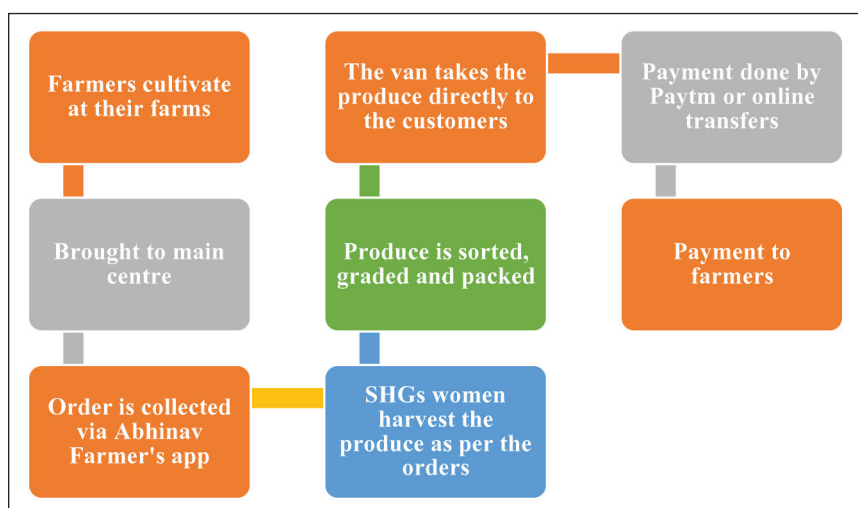 Farmers cultivate
at their farms
Brought to main
centre
Order is collected
via Abhinav
Farmer's app
SHGs women
harvest the
produce as per the
orders
Produce is sorted,
graded and packed
The van takes the
produce directly to
the customers
Payment done by
Paytm or online
transfers
Payment to
farmers